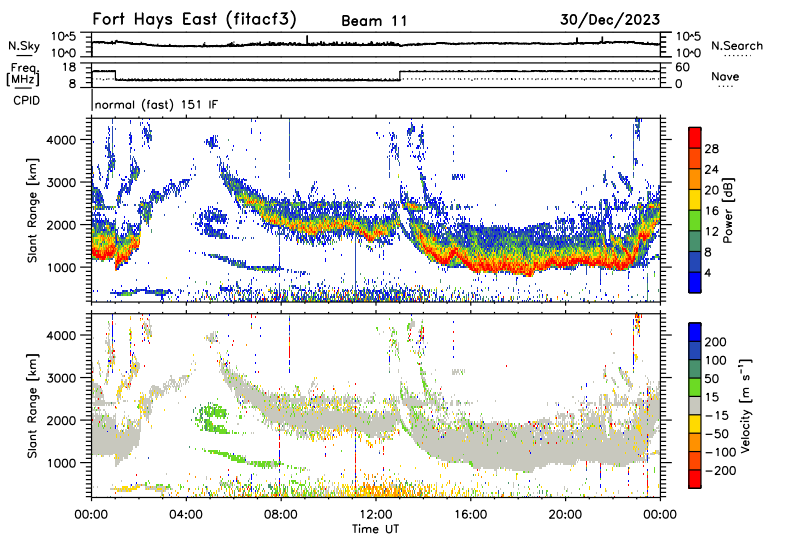 Fort Hays East (fitacf3) Beam 11 30/Dec/2023
N.Sky 10^5 10^0 10^5 10^0 N.Search
Freq. [MHz] 18 8 60 0 Nave
CPID normal (fast) 151 IF
Slant Range [km] 4000 3000 2000 1000
Power [dB] 28 24 20 16 12 8 4
Slant Range [km] 4000 3000 2000 1000
Velocity [m s⁻¹] 200 100 50 15 −15 −50 −100 −200
00:00 04:00 08:00 12:00 16:00 20:00 00:00
Time UT